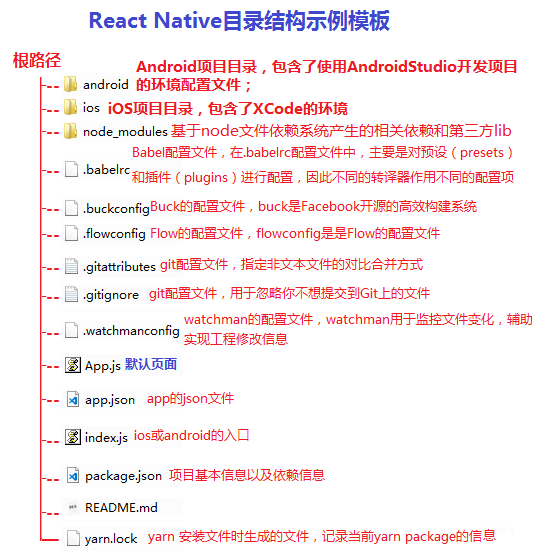 React Native目录结构示例模板
根路径
android Android项目目录，包含了使用AndroidStudio开发项目
的环境配置文件；
ios iOS项目目录，包含了XCode的环境
node_modules 基于node文件依赖系统产生的相关依赖和第三方lib
.babelrc Babel配置文件，在.babelrc配置文件中，主要是对预设（presets）
和插件（plugins）进行配置，因此不同的转译器作用不同的配置项
.buckconfig Buck的配置文件，buck是Facebook开源的高效构建系统
.flowconfig Flow的配置文件，flowconfig是是Flow的配置文件
.gitattributes git配置文件，指定非文本文件的对比合并方式
.gitignore git配置文件，用于忽略你不想提交到Git上的文件
.watchmanconfig watchman的配置文件，watchman用于监控文件变化，辅助
实现工程修改信息
App.js 默认页面
app.json app的json文件
index.js ios或android的入口
package.json 项目基本信息以及依赖信息
README.md
yarn.lock yarn 安装文件时生成的文件，记录当前yarn package的信息